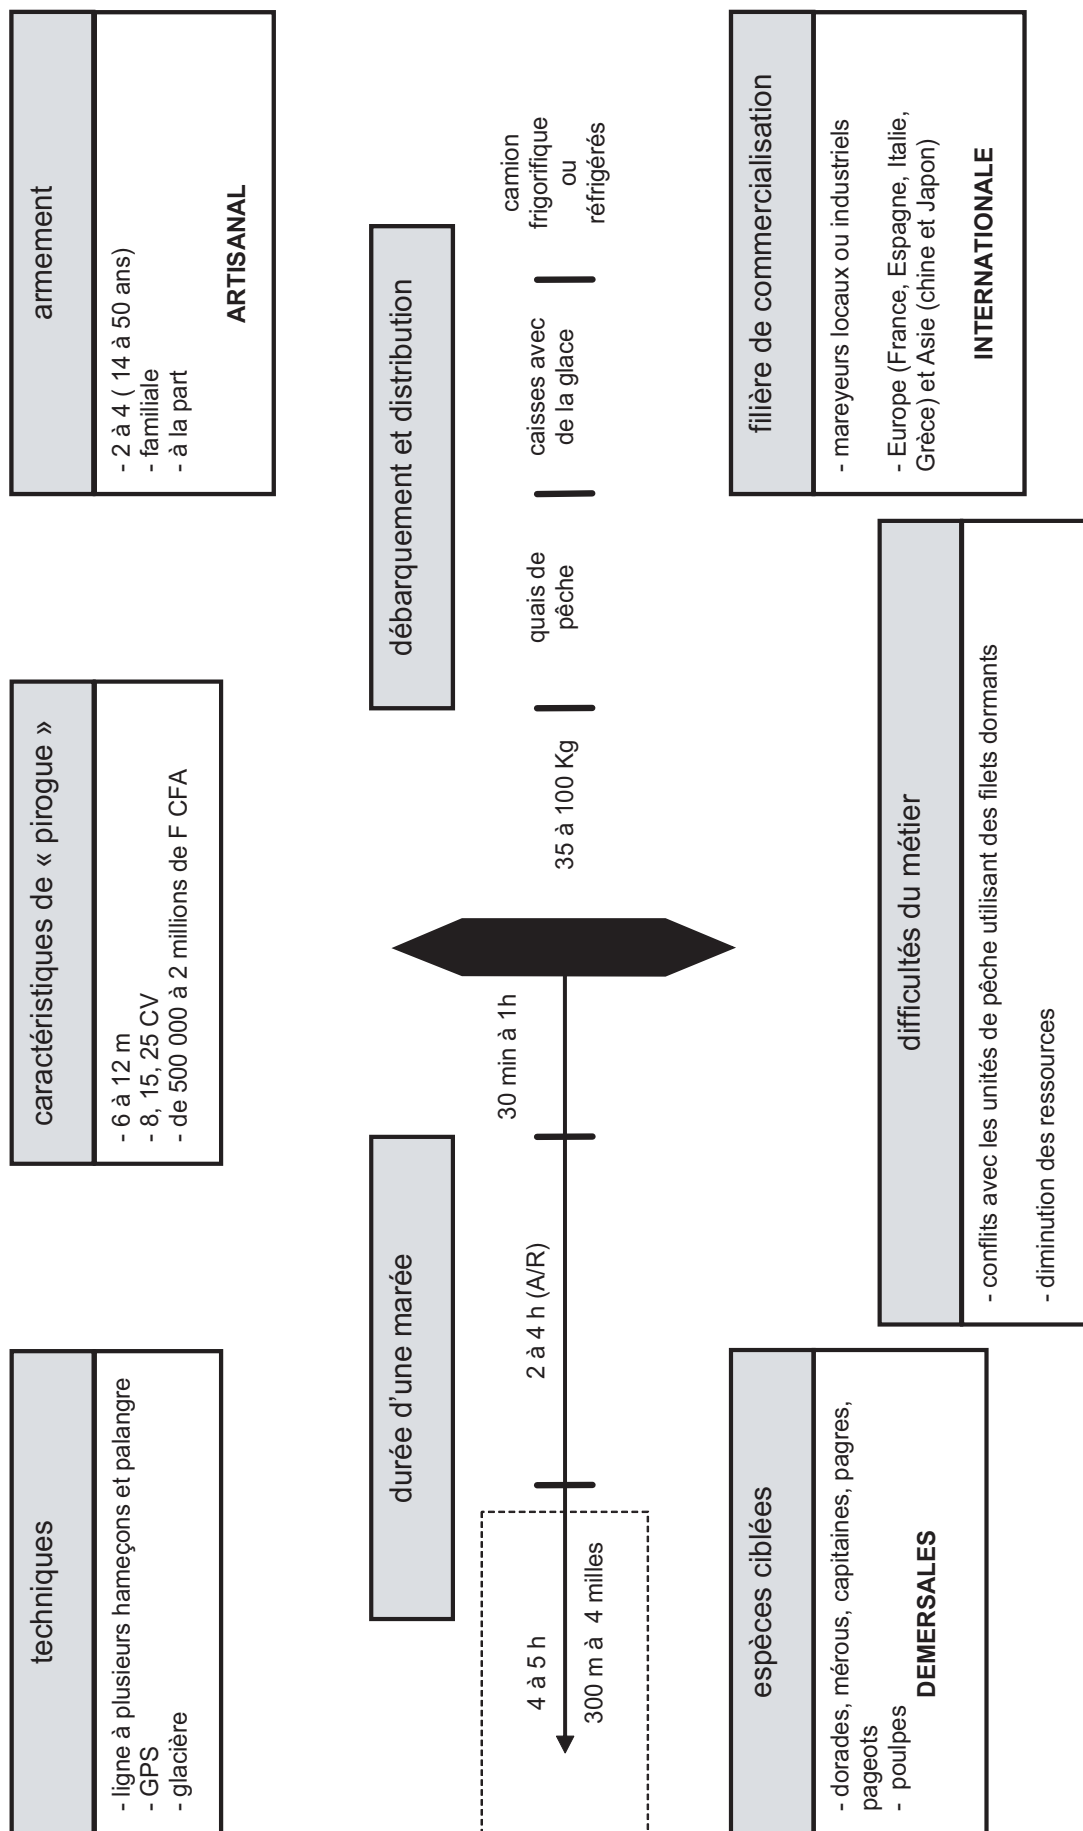 techniques
- ligne à plusieurs hameçons et palangre
- GPS
- glacière
caractéristiques de « pirogue »
- 6 à 12 m
- 8, 15, 25 CV
- de 500 000 à 2 millions de F CFA
armement
- 2 à 4 ( 14 à 50 ans)
- familiale
- à la part
ARTISANAL
durée d'une marée
4 à 5 h
300 m à 4 milles
2 à 4 h (A/R)
30 min à 1h
35 à 100 Kg
débarquement et distribution
quais de
pêche
caisses avec
de la glace
camion
frigorifique
ou
réfrigérés
espèces ciblées
- dorades, mérous, capitaines, pagres,
pageots
- poulpes
DEMERSALES
difficultés du métier
- conflits avec les unités de pêche utilisant des filets dormants
- diminution des ressources
filière de commercialisation
- mareyeurs locaux ou industriels
- Europe (France, Espagne, Italie,
Grèce) et Asie (chine et Japon)
INTERNATIONALE